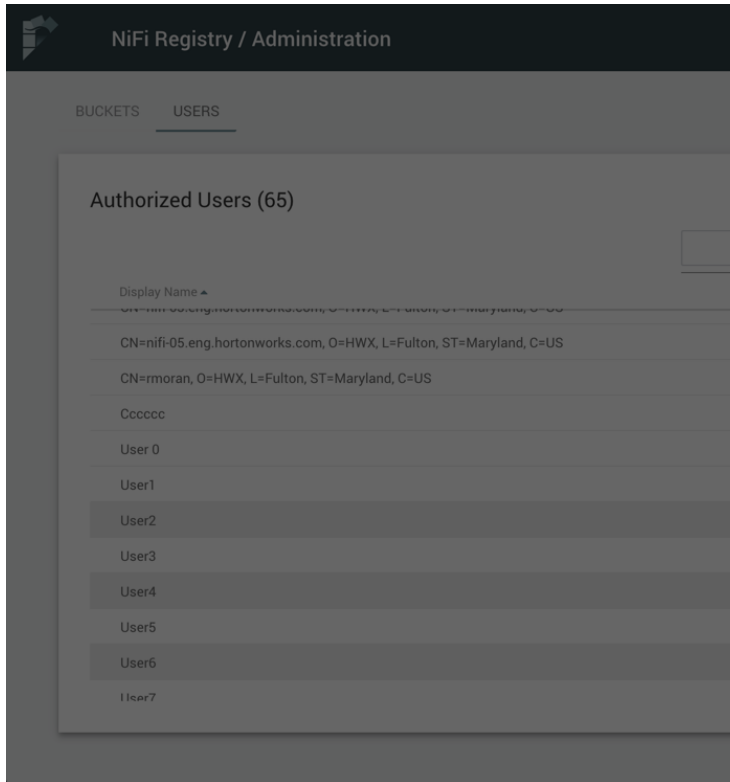 NiFi Registry / Administration
BUCKETS USERS
Authorized Users (65)
Display Name
CN=nifi-05.eng.hortonworks.com, O=HWX, L=Fulton, ST=Maryland, C=US
CN=rmoran, O=HWX, L=Fulton, ST=Maryland, C=US
Cccccc
User 0
User1
User2
User3
User4
User5
User6
User7